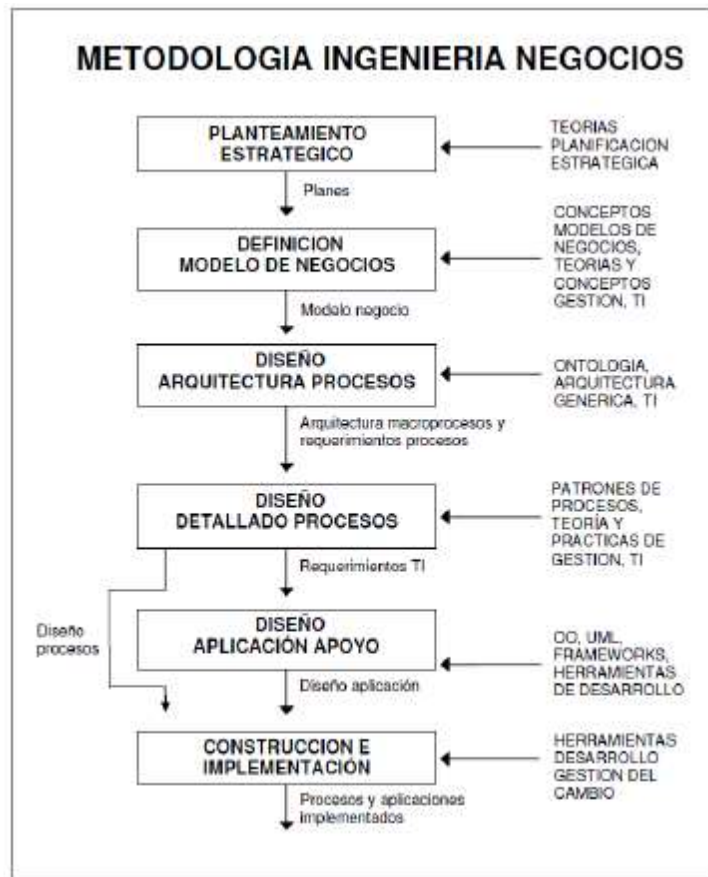 METODOLOGIA INGENIERIA NEGOCIOS
PLANTEAMIENTO
ESTRATEGICO
TEORIAS
PLANIFICACION
ESTRATEGICA
Planes
DEFINICION
MODELO DE NEGOCIOS
CONCEPTOS
MODELOS DE
NEGOCIOS,
TEORIAS Y
CONCEPTOS
GESTION, TI
Modelo negocio
DISEÑO
ARQUITECTURA PROCESOS
ONTOLOGIA,
ARQUITECTURA
GENERICA, TI
Arquitectura macroprocesos y
requerimientos procesos
DISEÑO
DETALLADO PROCESOS
PATRONES DE
PROCESOS,
TEORÍA Y
PRACTICAS DE
GESTION, TI
Requerimientos TI
Diseño
procesos
DISEÑO
APLICACIÓN APOYO
OO, UML,
FRAMEWORKS,
HERRAMIENTAS
DE DESARROLLO
Diseño aplicación
CONSTRUCCION E
IMPLEMENTACIÓN
HERRAMIENTAS
DESARROLLO
GESTION DEL
CAMBIO
Procesos y aplicaciones
implementados